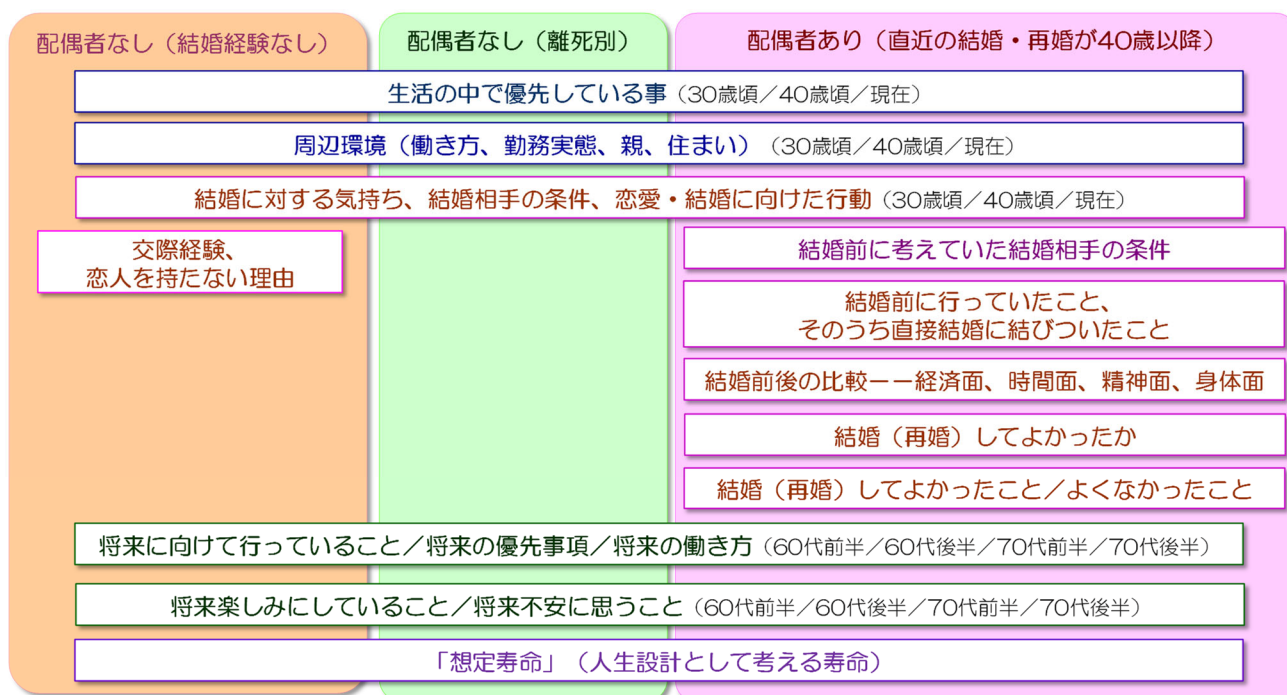 配偶者なし（結婚経験なし）
配偶者なし（離死別）
配偶者あり（直近の結婚・再婚が40歳以降）
生活の中で優先している事（30歳頃／40歳頃／現在）
周辺環境（働き方、勤務実態、親、住まい）（30歳頃／40歳頃／現在）
結婚に対する気持ち、結婚相手の条件、恋愛・結婚に向けた行動（30歳頃／40歳頃／現在）
交際経験、
恋人を持たない理由
結婚前に考えていた結婚相手の条件
結婚前に行っていたこと、
そのうち直接結婚に結びついたこと
結婚前後の比較ーー経済面、時間面、精神面、身体面
結婚（再婚）してよかったか
結婚（再婚）してよかったこと／よくなかったこと
将来に向けて行っていること／将来の優先事項／将来の働き方（60代前半／60代後半／70代前半／70代後半）
将来楽しみにしていること／将来不安に思うこと（60代前半／60代後半／70代前半／70代後半）
「想定寿命」（人生設計として考える寿命）